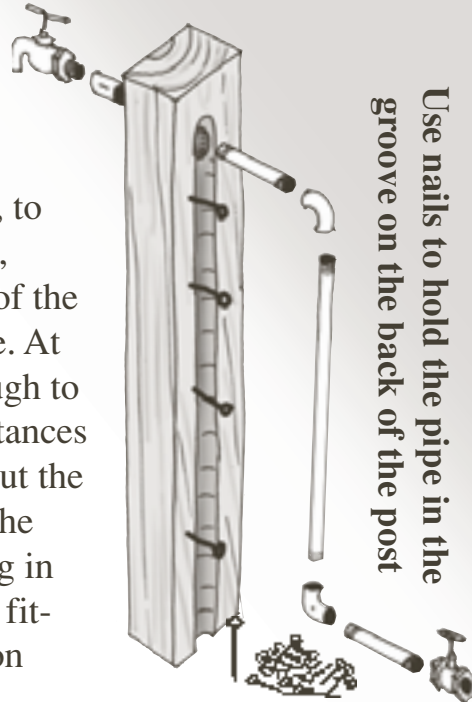 , to
,
of the
e. At
ugh to
tances
out the
he
g in
fit-
on
Use nails to hold the pipe in the
groove on the back of the post